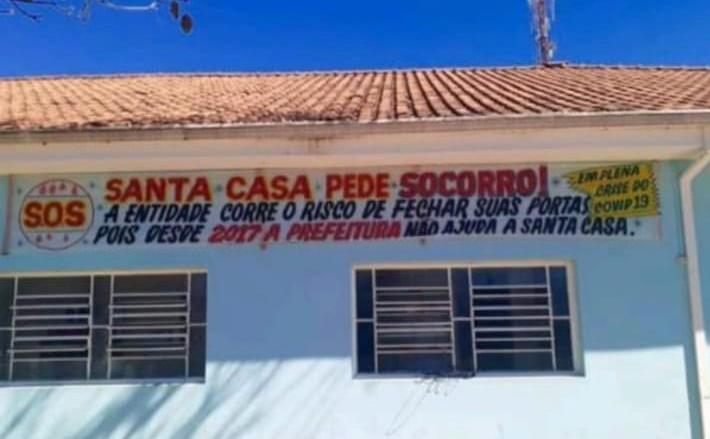 SOS
SANTA CASA PEDE SOCORRO!
A ENTIDADE CORRE O RISCO DE FECHAR SUAS PORTAS
POIS DESDE 2017 A PREFEITURA NÃO AJUDA A SANTA CASA.
EM PLENA
CRISE DO
COVID 19